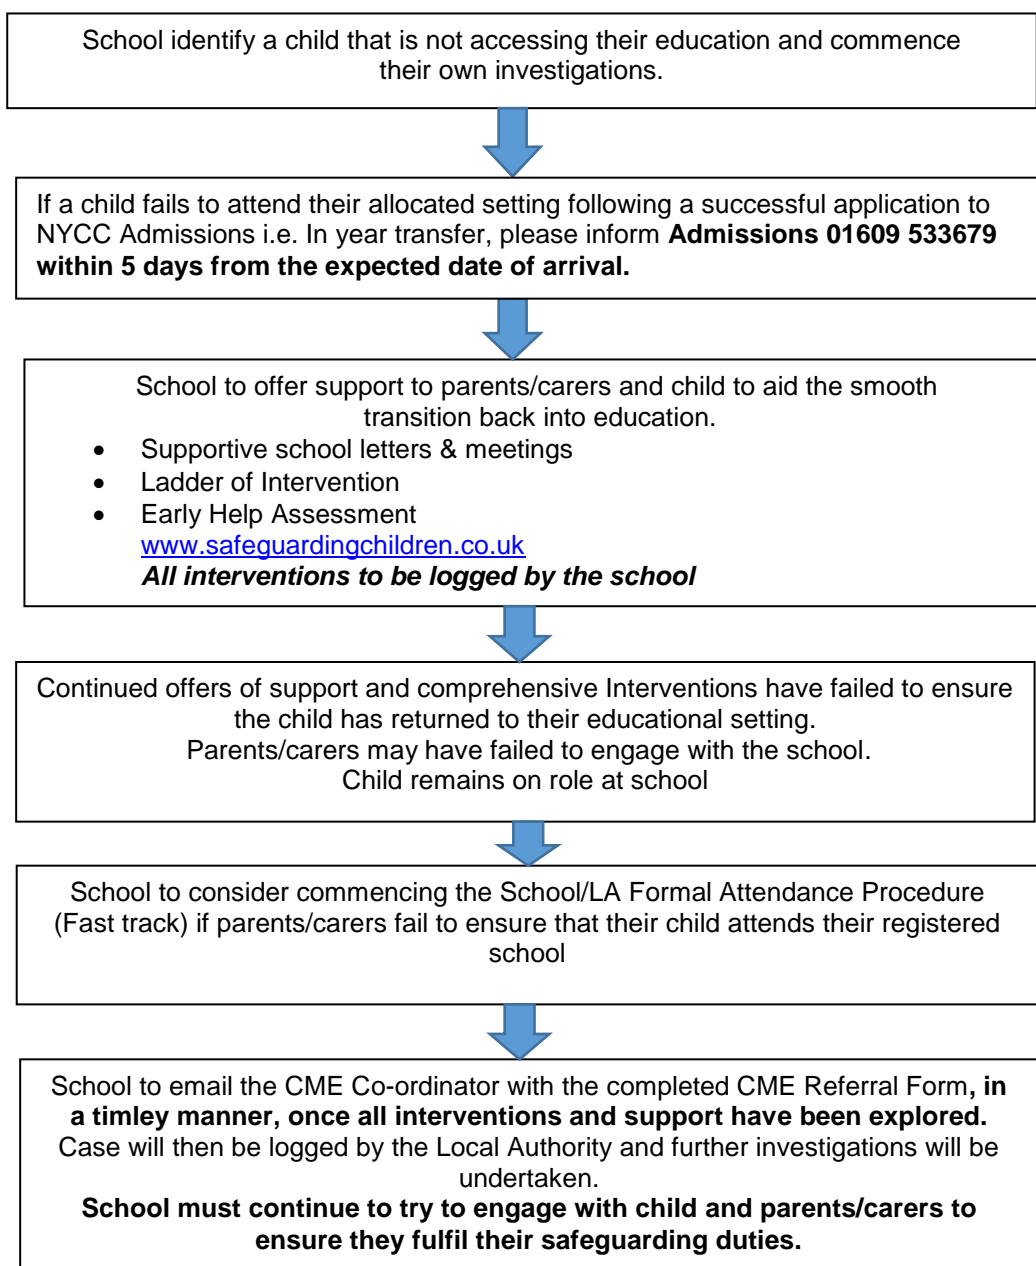 School identify a child that is not accessing their education and commence
their own investigations.
If a child fails to attend their allocated setting following a successful application to
NYCC Admissions i.e. In year transfer, please inform Admissions 01609 533679
within 5 days from the expected date of arrival.
School to offer support to parents/carers and child to aid the smooth
transition back into education.
• Supportive school letters & meetings
• Ladder of Intervention
• Early Help Assessment
www.safeguardingchildren.co.uk
All interventions to be logged by the school
Continued offers of support and comprehensive Interventions have failed to ensure
the child has returned to their educational setting.
Parents/carers may have failed to engage with the school.
Child remains on role at school
School to consider commencing the School/LA Formal Attendance Procedure
(Fast track) if parents/carers fail to ensure that their child attends their registered
school
School to email the CME Co-ordinator with the completed CME Referral Form, in
a timley manner, once all interventions and support have been explored.
Case will then be logged by the Local Authority and further investigations will be
undertaken.
School must continue to try to engage with child and parents/carers to
ensure they fulfil their safeguarding duties.